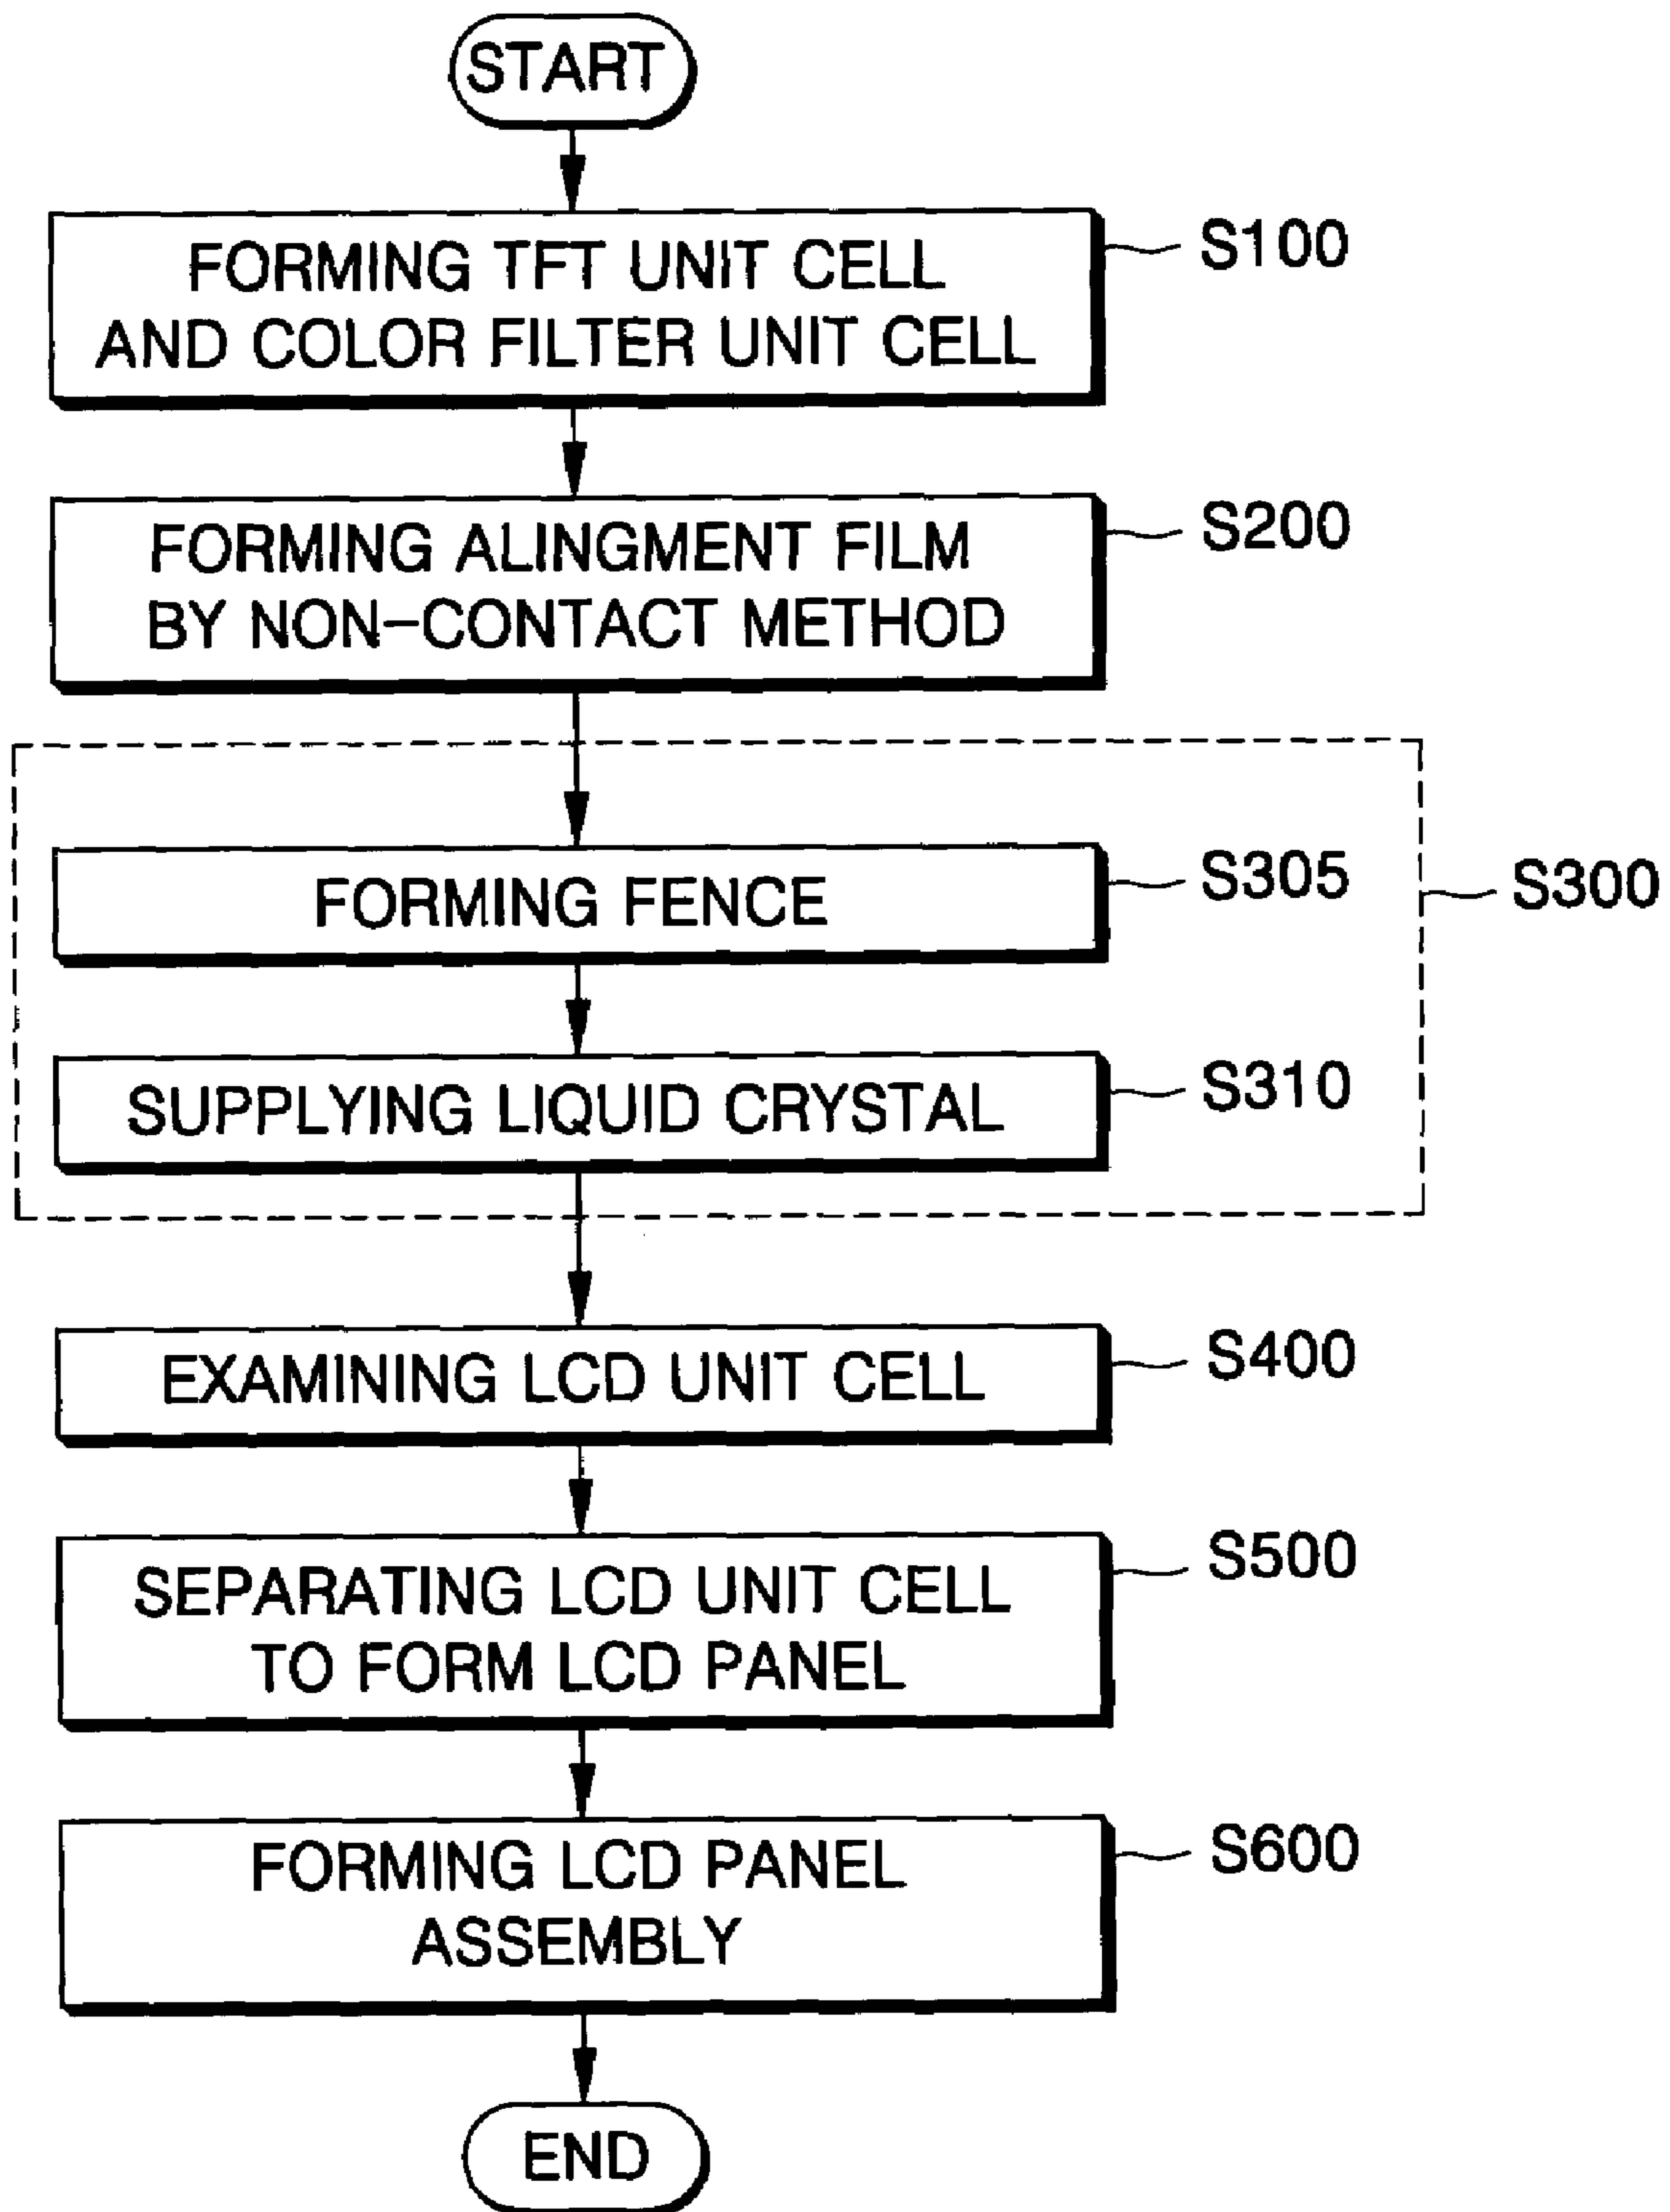 START
FORMING TFT UNIT CELL
AND COLOR FILTER UNIT CELL
S100
FORMING ALINGMENT FILM
BY NON-CONTACT METHOD
S200
FORMING FENCE
S305
S300
SUPPLYING LIQUID CRYSTAL
S310
EXAMINING LCD UNIT CELL
S400
SEPARATING LCD UNIT CELL
TO FORM LCD PANEL
S500
FORMING LCD PANEL
ASSEMBLY
S600
END